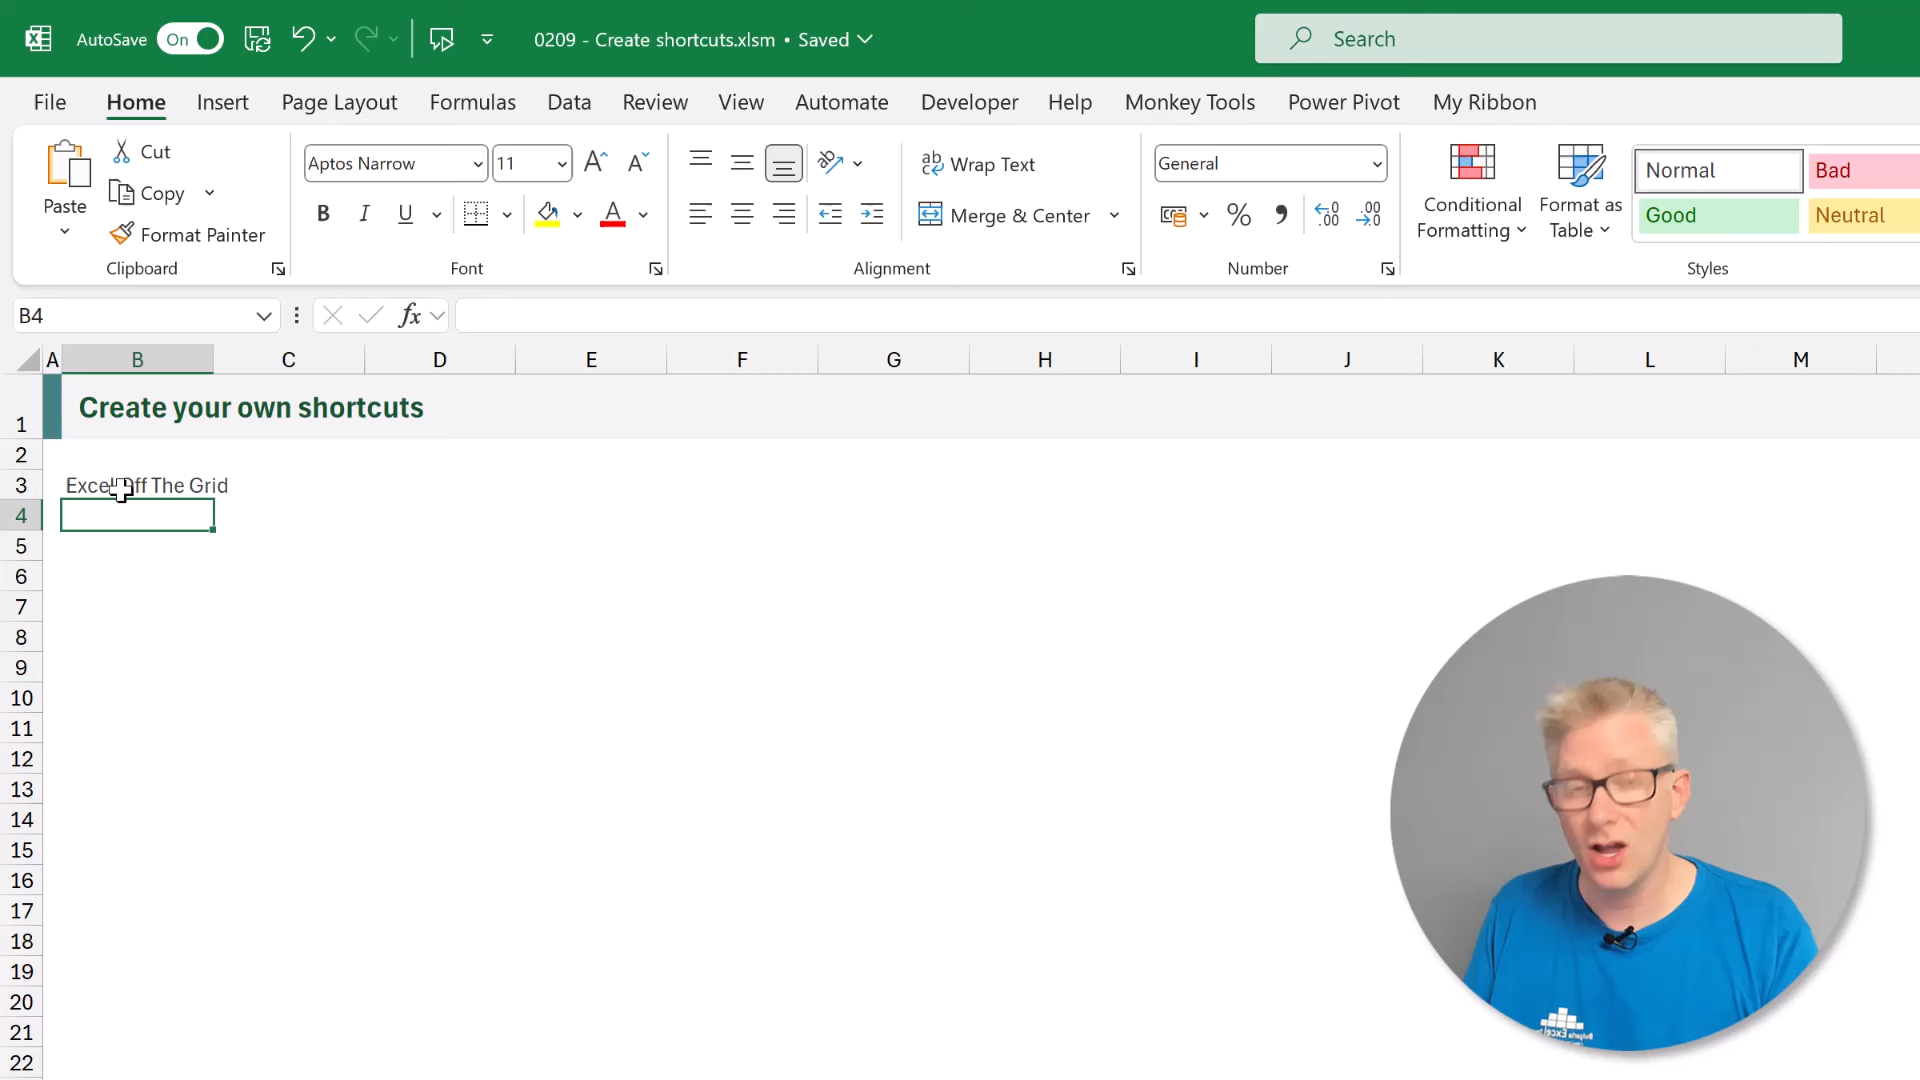 AutoSave On 0209 - Create shortcuts.xlsm • Saved Search
File Home Insert Page Layout Formulas Data Review View Automate Developer Help Monkey Tools Power Pivot My Ribbon
Paste Cut Copy Format Painter
Clipboard
Aptos Narrow 11
B I U A
Font
Wrap Text
Merge & Center
Alignment
General
Number
Conditional Formatting
Format as Table
Normal Bad
Good Neutral
Styles
B4 fx
A B C D E F G H I J K L M
1 Create your own shortcuts
2
3 Excel Off The Grid
4
5
6
7
8
9
10
11
12
13
14
15
16
17
18
19
20
21
22